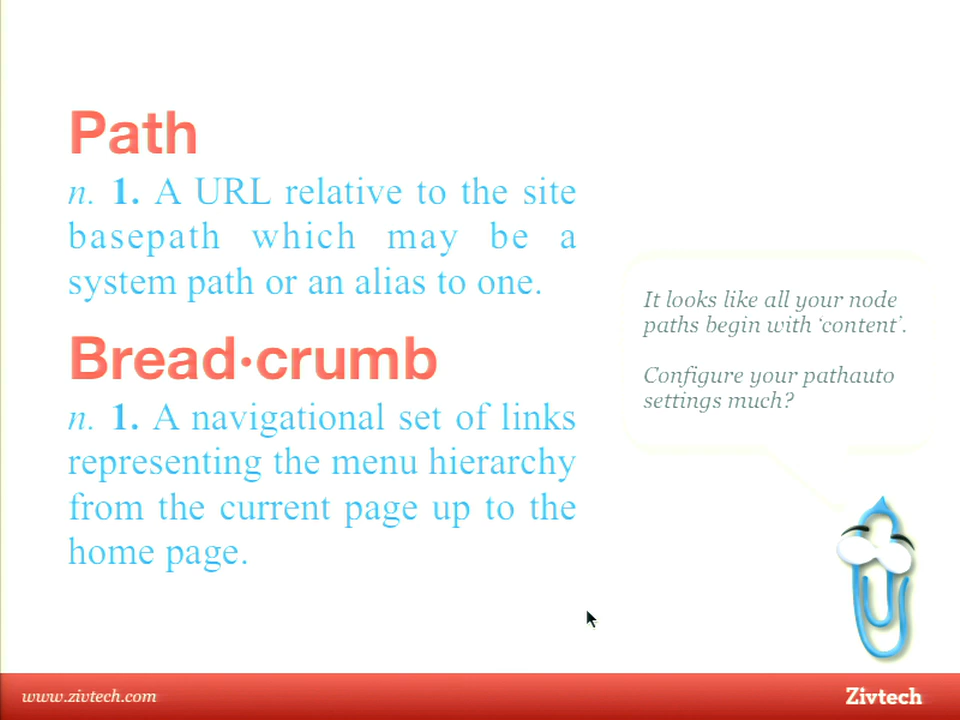 Path
n. 1. A URL relative to the site
basepath which may be a
system path or an alias to one.
Bread·crumb
n. 1. A navigational set of links
representing the menu hierarchy
from the current page up to the
home page.
It looks like all your node
paths begin with ‘content’.
Configure your pathauto
settings much?
www.zivtech.com
Zivtech